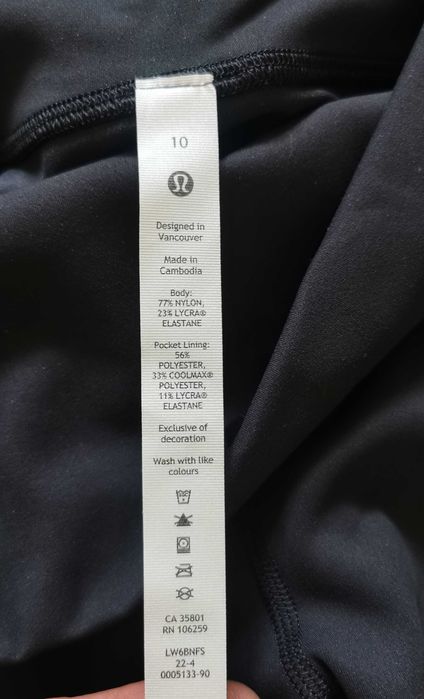 10
Designed in
Vancouver
Made in
Cambodia
Body:
77% NYLON,
23% LYCRA®
ELASTANE
Pocket Lining:
56%
POLYESTER,
33% COOLMAX®
POLYESTER,
11% LYCRA®
ELASTANE
Exclusive of
decoration
Wash with like
colours
CA 35801
RN 106259
LW6BNFS
22-4
0005133-90